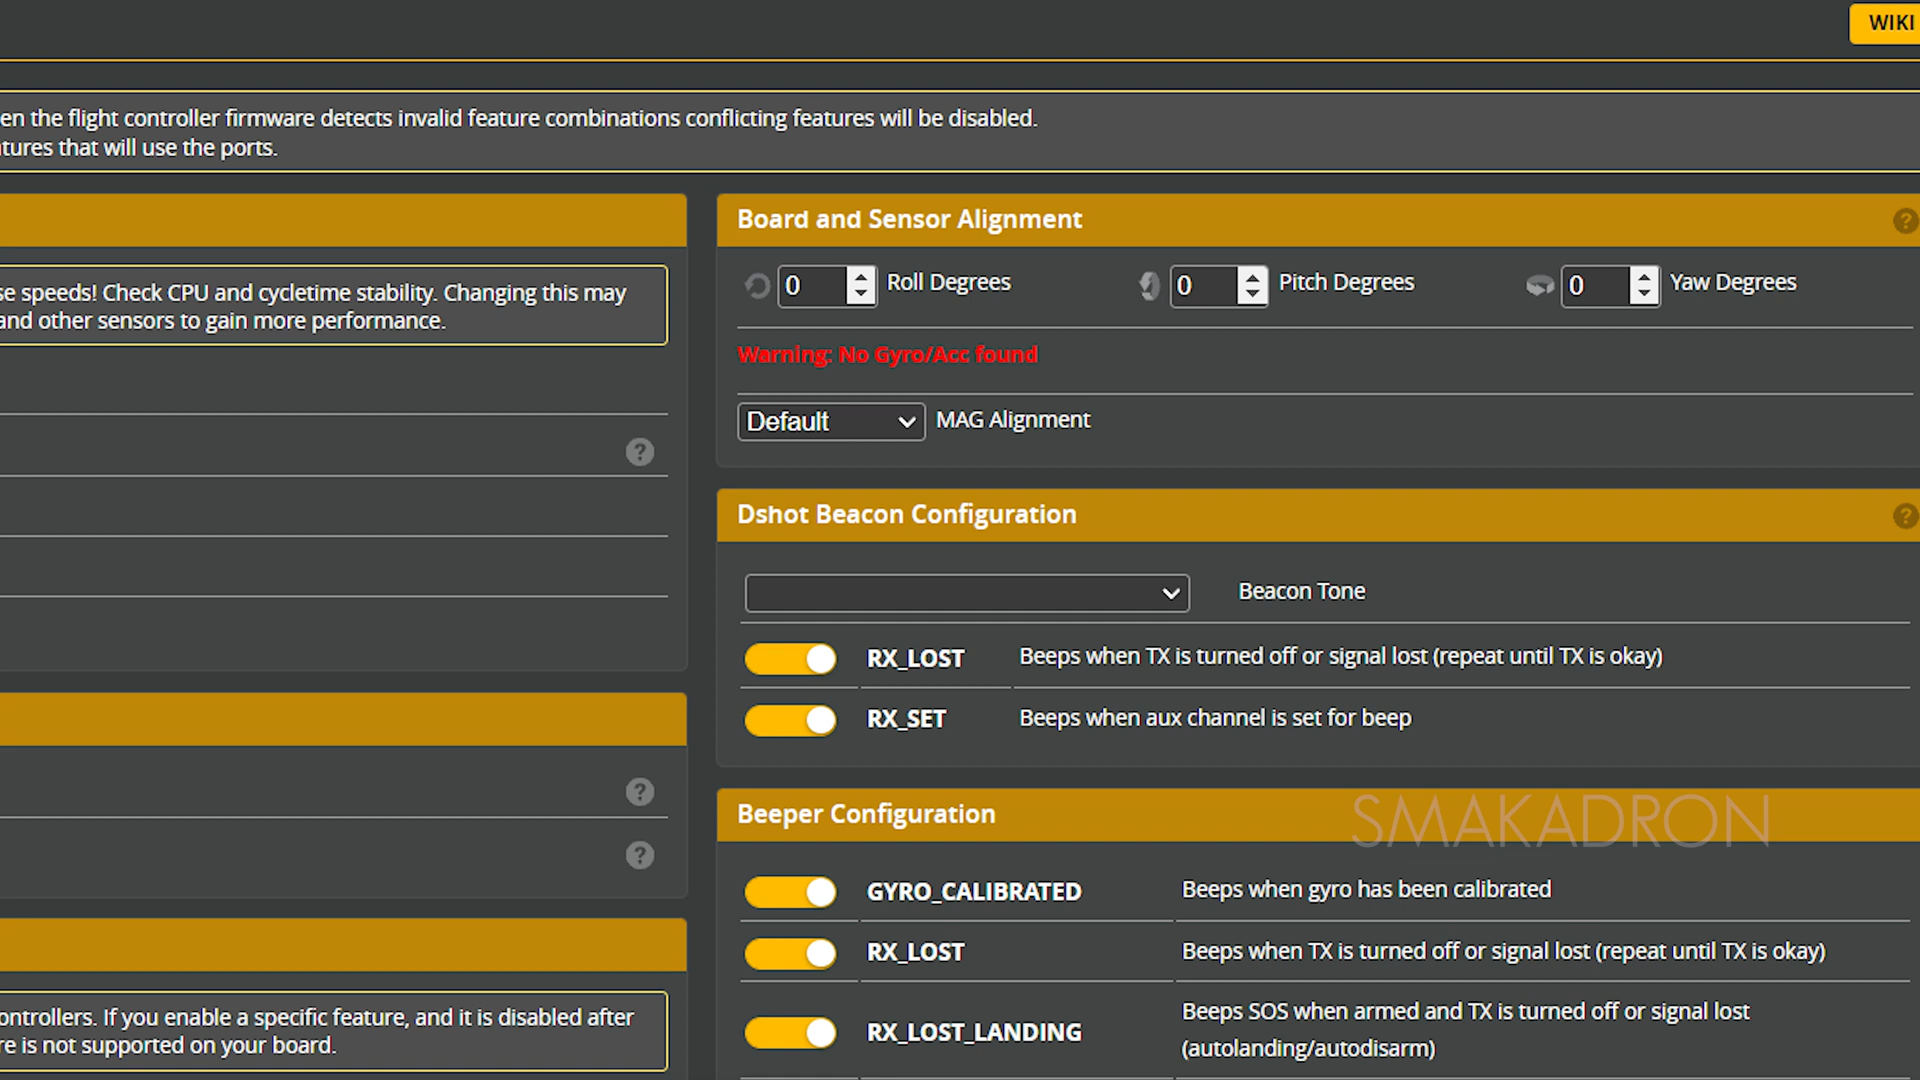 WIKI
en the flight controller firmware detects invalid feature combinations conflicting features will be disabled.
tures that will use the ports.
se speeds! Check CPU and cycletime stability. Changing this may
and other sensors to gain more performance.
?
?
?
ontrollers. If you enable a specific feature, and it is disabled after
re is not supported on your board.
Board and Sensor Alignment
?
0 Roll Degrees
0 Pitch Degrees
0 Yaw Degrees
Warning: No Gyro/Acc found
Default MAG Alignment
Dshot Beacon Configuration
?
Beacon Tone
RX_LOST Beeps when TX is turned off or signal lost (repeat until TX is okay)
RX_SET Beeps when aux channel is set for beep
Beeper Configuration
SMAKADRON
GYRO_CALIBRATED Beeps when gyro has been calibrated
RX_LOST Beeps when TX is turned off or signal lost (repeat until TX is okay)
RX_LOST_LANDING Beeps SOS when armed and TX is turned off or signal lost
(autolanding/autodisarm)